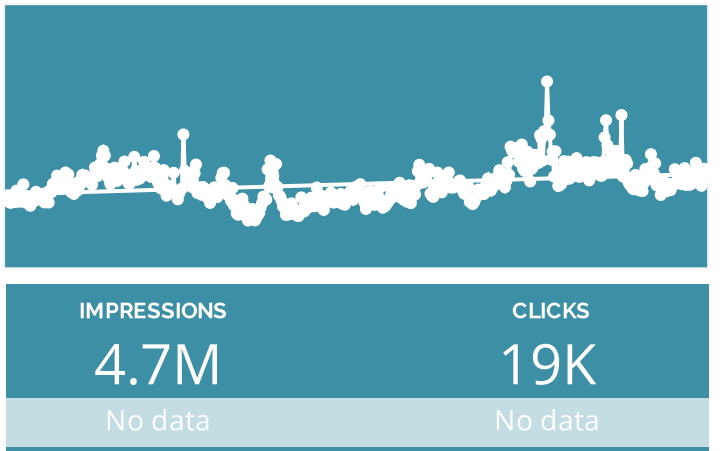 IMPRESSIONS CLICKS
4.7M 19K
No data No data